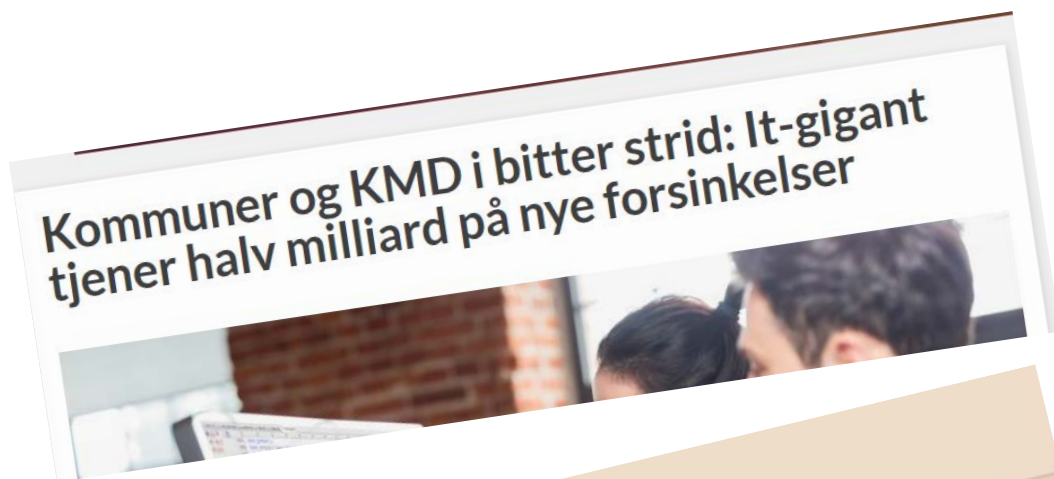 Kommuner og KMD i bitter strid: It-gigant
tjener halv milliard på nye forsinkelser